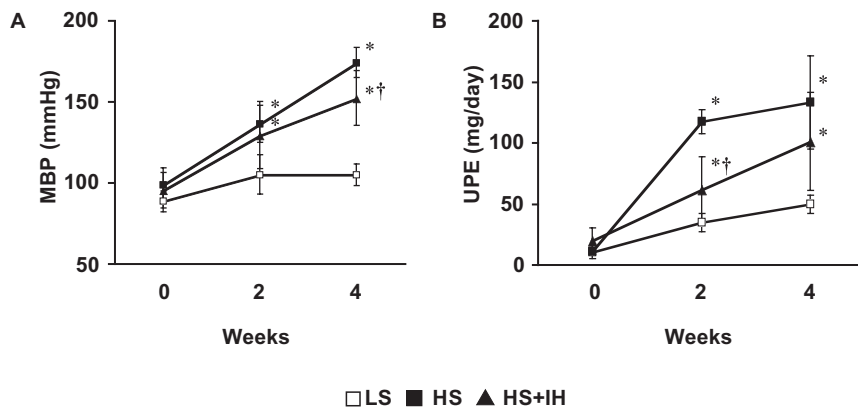 A
B
200
150
100
50
MBP (mmHg)
*
*
*
*†
0 2 4
Weeks
200
150
100
50
0
UPE (mg/day)
*
*
*†
*
0 2 4
Weeks
LS HS HS+IH